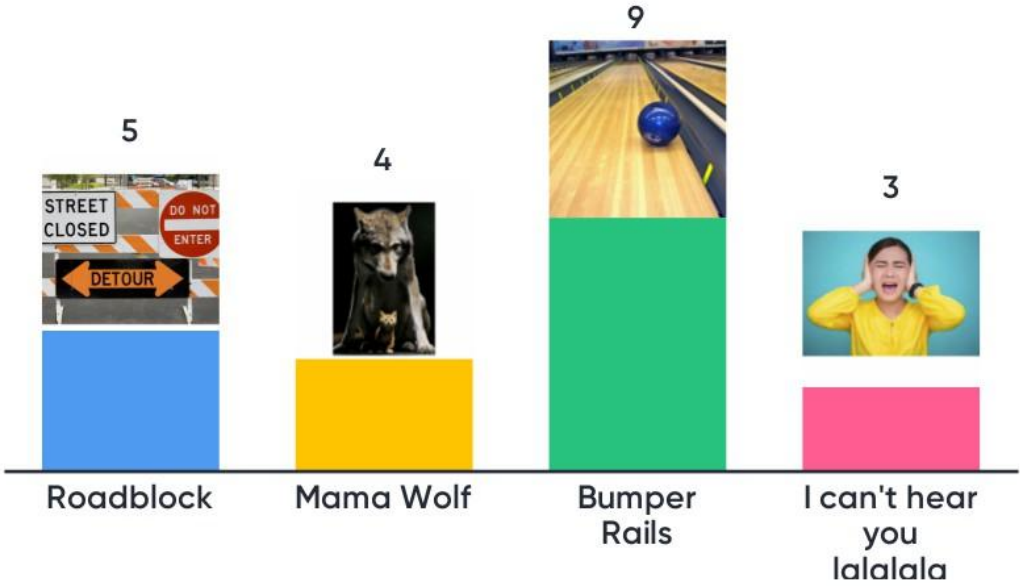 9
5
4
3
STREET
CLOSED
DO NOT
ENTER
DETOUR
Roadblock
Mama Wolf
Bumper
Rails
I can't hear
you
lalalala